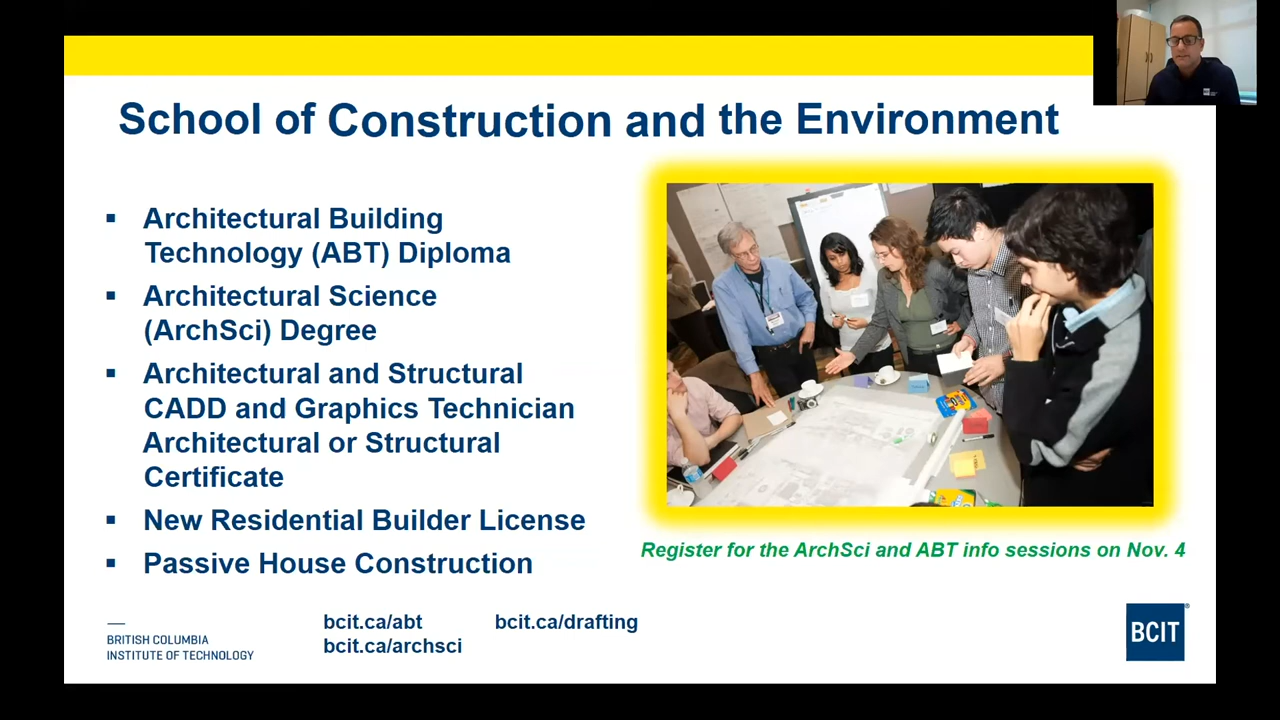 School of Construction and the Environment
▪ Architectural Building
Technology (ABT) Diploma
▪ Architectural Science
(ArchSci) Degree
▪ Architectural and Structural
CADD and Graphics Technician
Architectural or Structural
Certificate
▪ New Residential Builder License
▪ Passive House Construction
Register for the ArchSci and ABT info sessions on Nov. 4
bcit.ca/abt
bcit.ca/drafting
bcit.ca/archsci
BRITISH COLUMBIA
INSTITUTE OF TECHNOLOGY
BCIT®